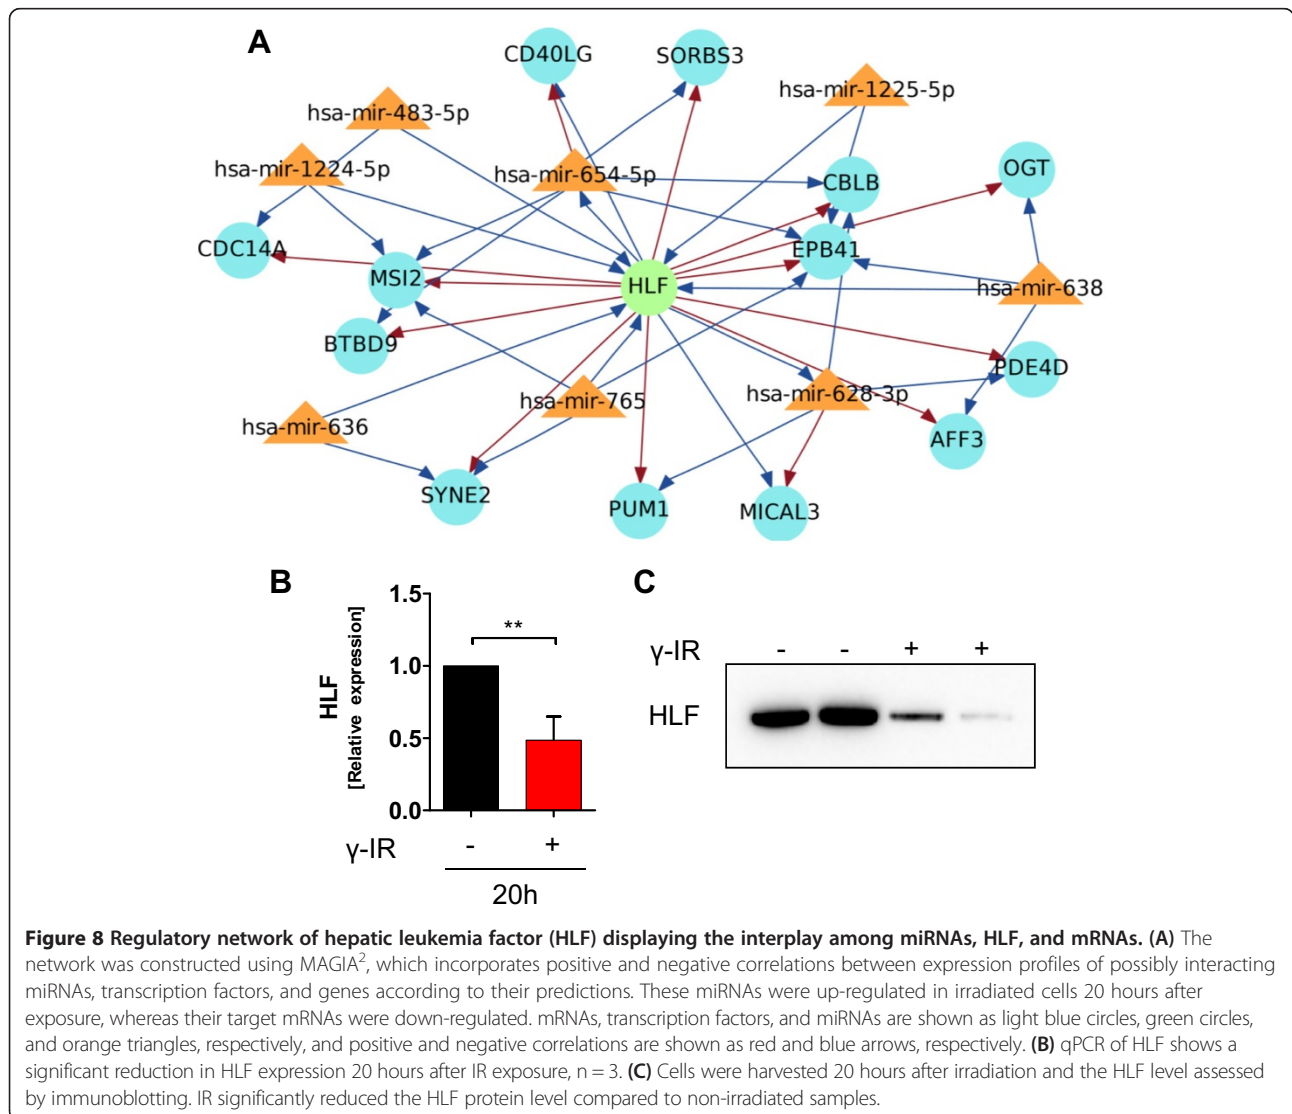 A
CD40LG
SORBS3
hsa-mir-1225-5p
hsa-mir-483-5p
hsa-mir-1224-5p
hsa-mir-654-5p
CBLB
OGT
CDC14A
MSI2
EPB41
HLF
hsa-mir-638
BTBD9
PDE4D
hsa-mir-636
hsa-mir-765
hsa-mir-628-3p
AFF3
SYNE2
PUM1
MICAL3
B
HLF
[Relative expression]
1.5
1.0
0.5
0.0
**
γ-IR - +
20h
C
γ-IR - - + +
HLF
Figure 8 Regulatory network of hepatic leukemia factor (HLF) displaying the interplay among miRNAs, HLF, and mRNAs. (A) The
network was constructed using MAGIA², which incorporates positive and negative correlations between expression profiles of possibly interacting
miRNAs, transcription factors, and genes according to their predictions. These miRNAs were up-regulated in irradiated cells 20 hours after
exposure, whereas their target mRNAs were down-regulated. mRNAs, transcription factors, and miRNAs are shown as light blue circles, green circles,
and orange triangles, respectively, and positive and negative correlations are shown as red and blue arrows, respectively. (B) qPCR of HLF shows a
significant reduction in HLF expression 20 hours after IR exposure, n = 3. (C) Cells were harvested 20 hours after irradiation and the HLF level assessed
by immunoblotting. IR significantly reduced the HLF protein level compared to non-irradiated samples.